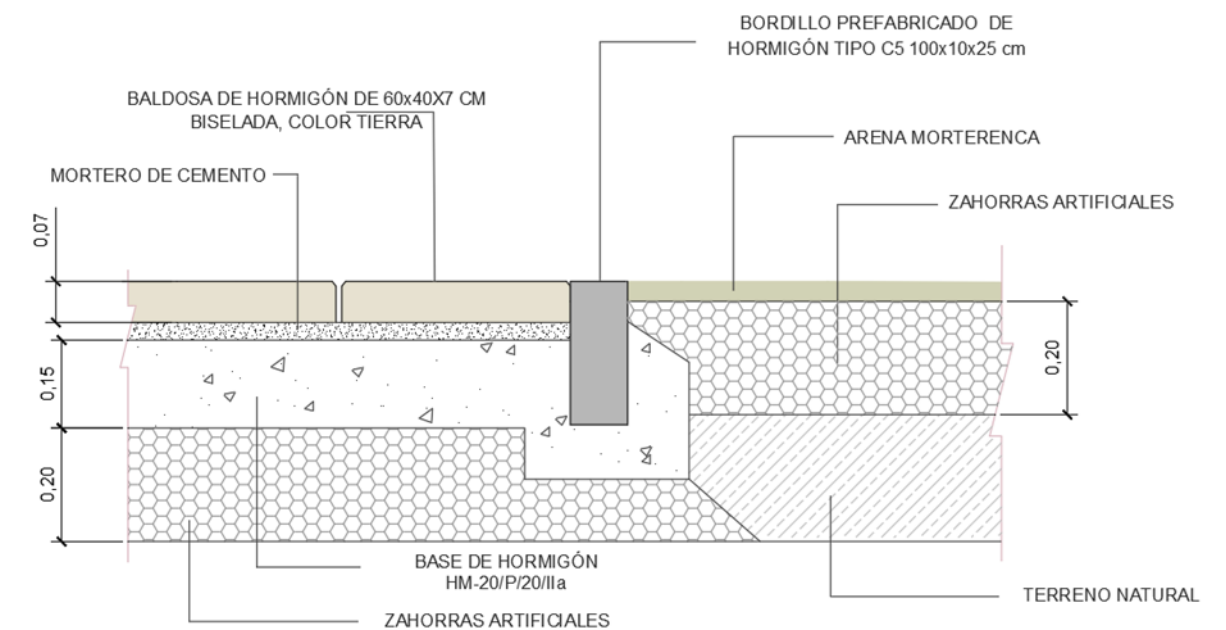 BORDILLO PREFABRICADO DE
HORMIGÓN TIPO C5 100x10x25 cm
BALDOSA DE HORMIGÓN DE 60x40X7 CM
BISELADA, COLOR TIERRA
ARENA MORTERENCA
MORTERO DE CEMENTO
ZAHORRAS ARTIFICIALES
0,07
0,15
0,20
0,20
BASE DE HORMIGÓN
HM-20/P/20/IIa
TERRENO NATURAL
ZAHORRAS ARTIFICIALES